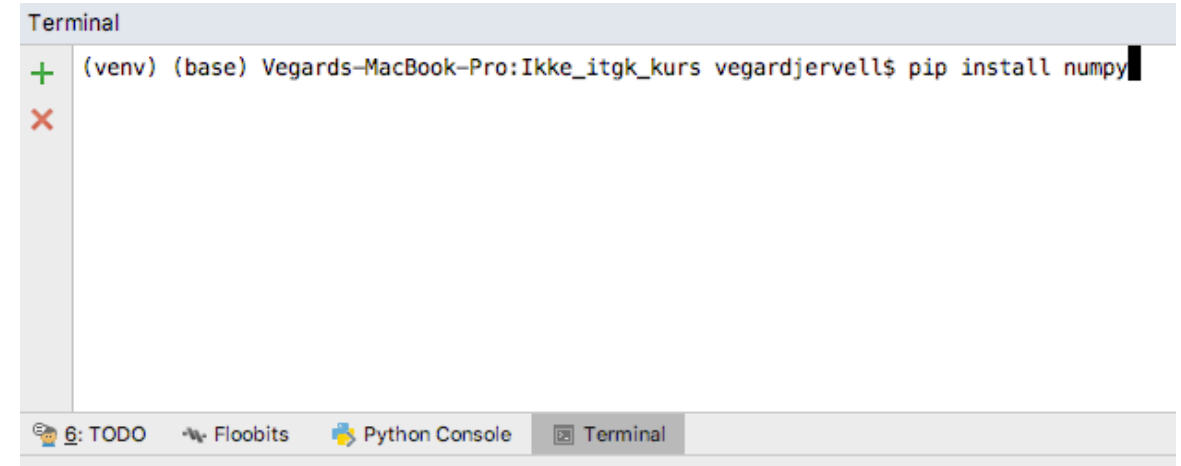 Terminal
(venv) (base) Vegards-MacBook-Pro:Ikke_itgk_kurs vegardjervell$ pip install numpy
6: TODO Floobits Python Console Terminal